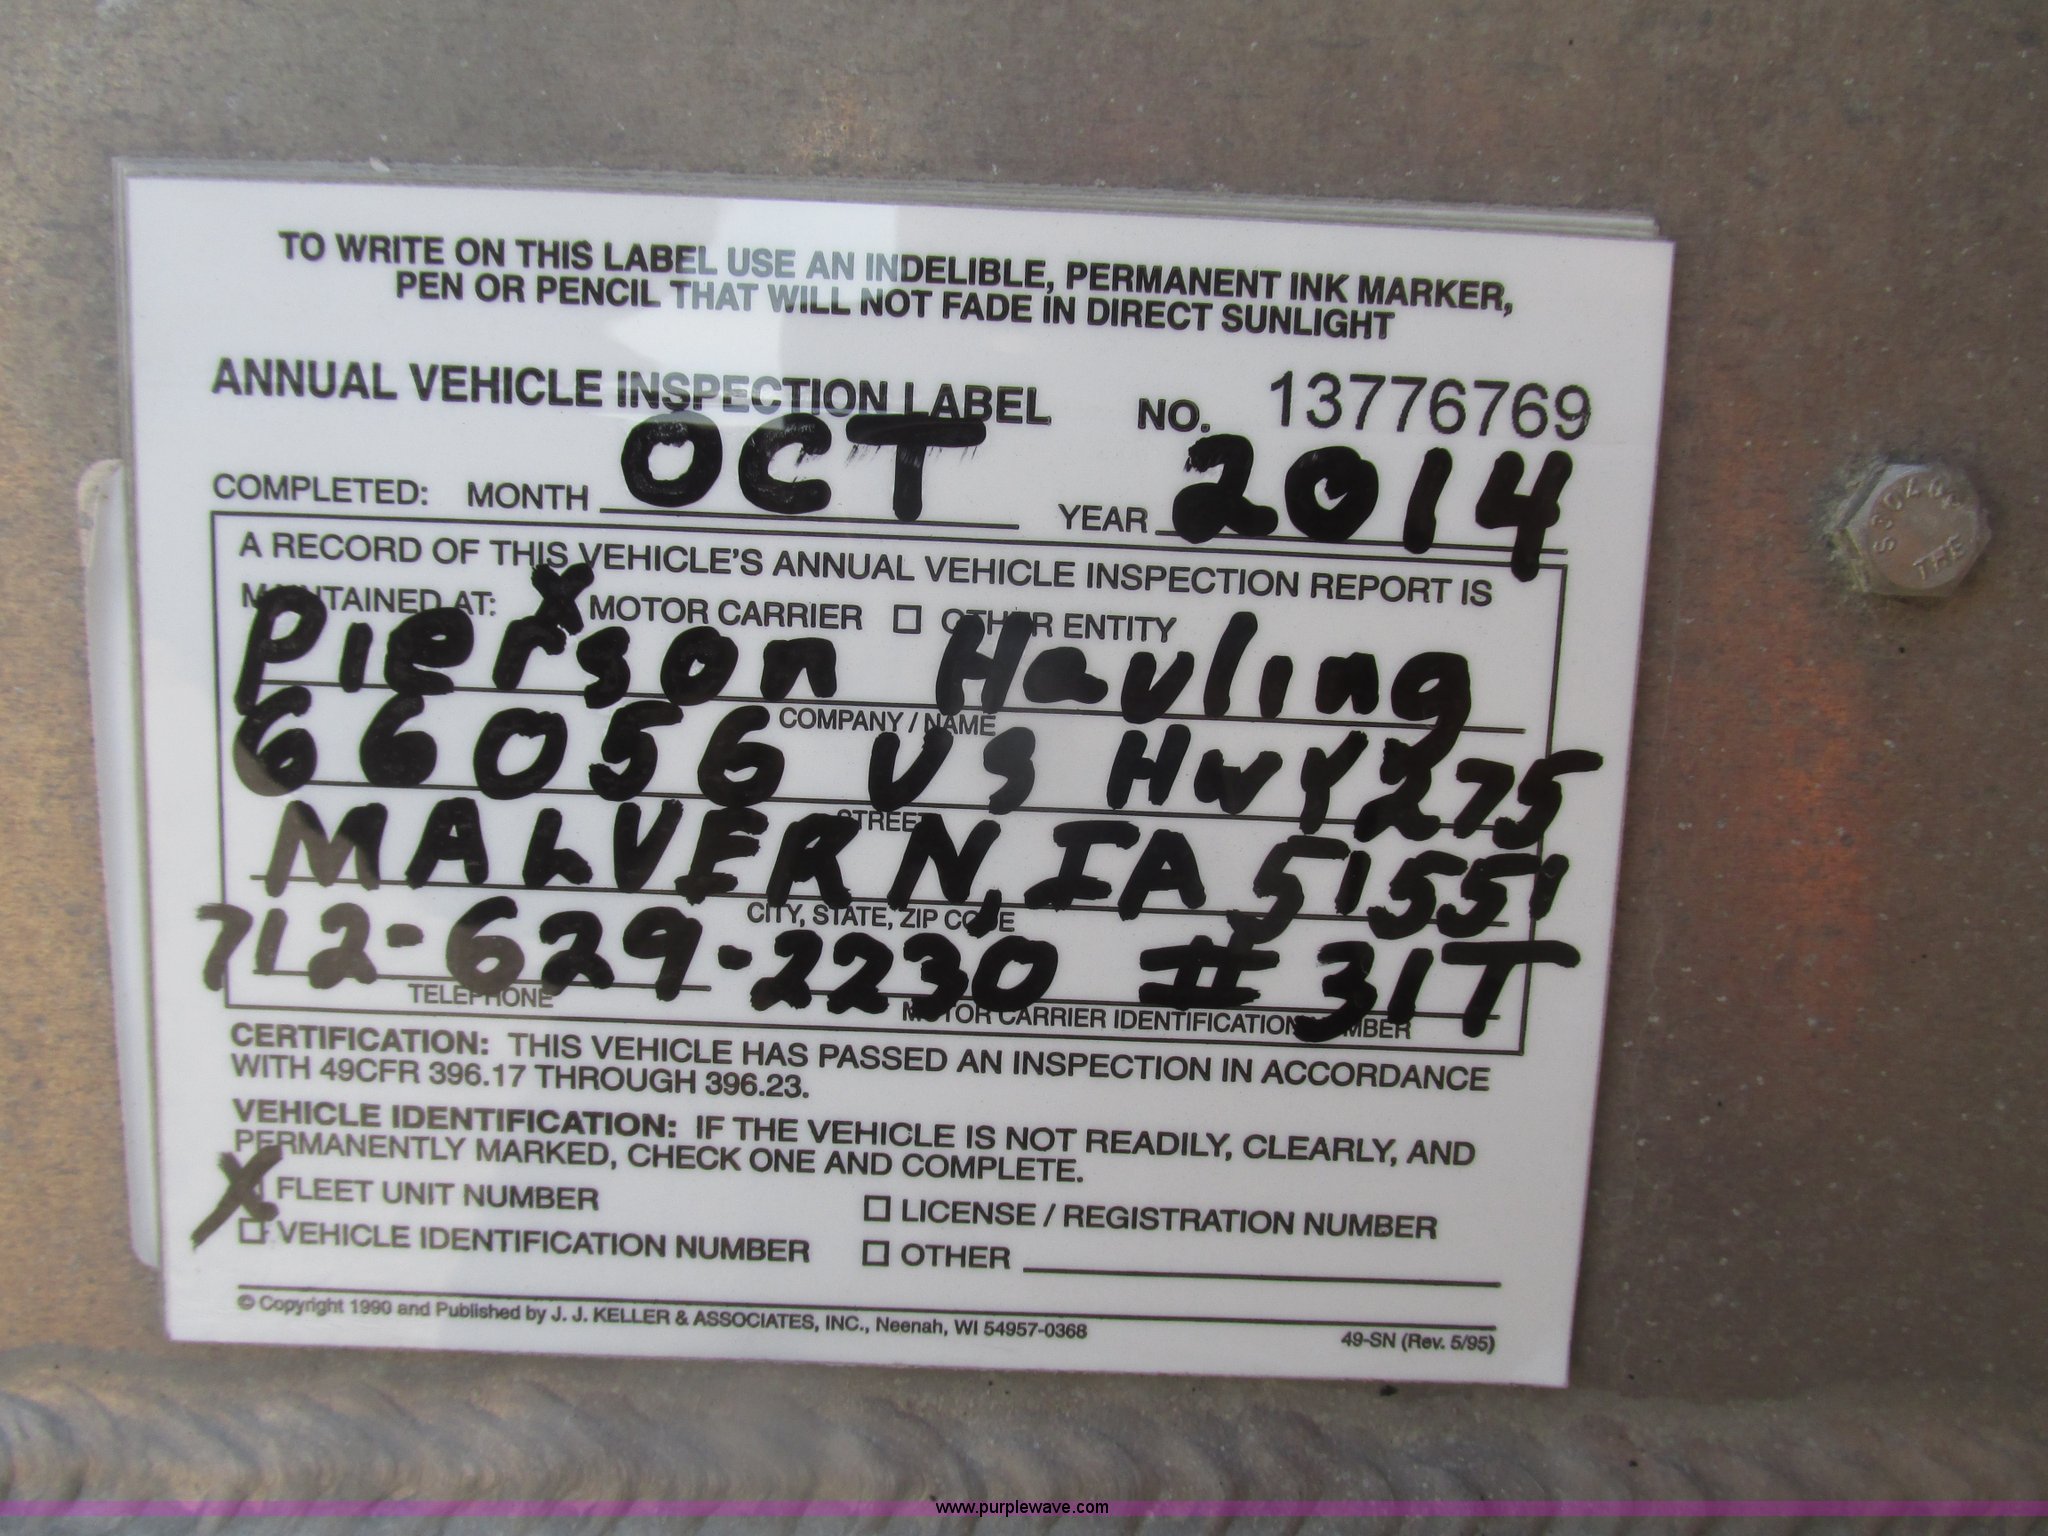 TO WRITE ON THIS LABEL USE AN INDELIBLE, PERMANENT INK MARKER,
PEN OR PENCIL THAT WILL NOT FADE IN DIRECT SUNLIGHT
ANNUAL VEHICLE INSPECTION LABEL NO. 13776769
COMPLETED: MONTH OCT YEAR 2014
A RECORD OF THIS VEHICLE'S ANNUAL VEHICLE INSPECTION REPORT IS
MAINTAINED AT: X MOTOR CARRIER OTHER ENTITY
Pierson Hauling
COMPANY / NAME
66056 US Hwy 275
STREET
MALVERN, IA 51551
CITY, STATE, ZIP CODE
712-629-2230 # 31T
TELEPHONE MOTOR CARRIER IDENTIFICATION NUMBER
CERTIFICATION: THIS VEHICLE HAS PASSED AN INSPECTION IN ACCORDANCE
WITH 49CFR 396.17 THROUGH 396.23.
VEHICLE IDENTIFICATION: IF THE VEHICLE IS NOT READILY, CLEARLY, AND
PERMANENTLY MARKED, CHECK ONE AND COMPLETE.
X FLEET UNIT NUMBER LICENSE / REGISTRATION NUMBER
VEHICLE IDENTIFICATION NUMBER OTHER
© Copyright 1990 and Published by J. J. KELLER & ASSOCIATES, INC., Neenah, WI 54957-0368 49-SN (Rev. 5/95)
THE
www.purplewave.com